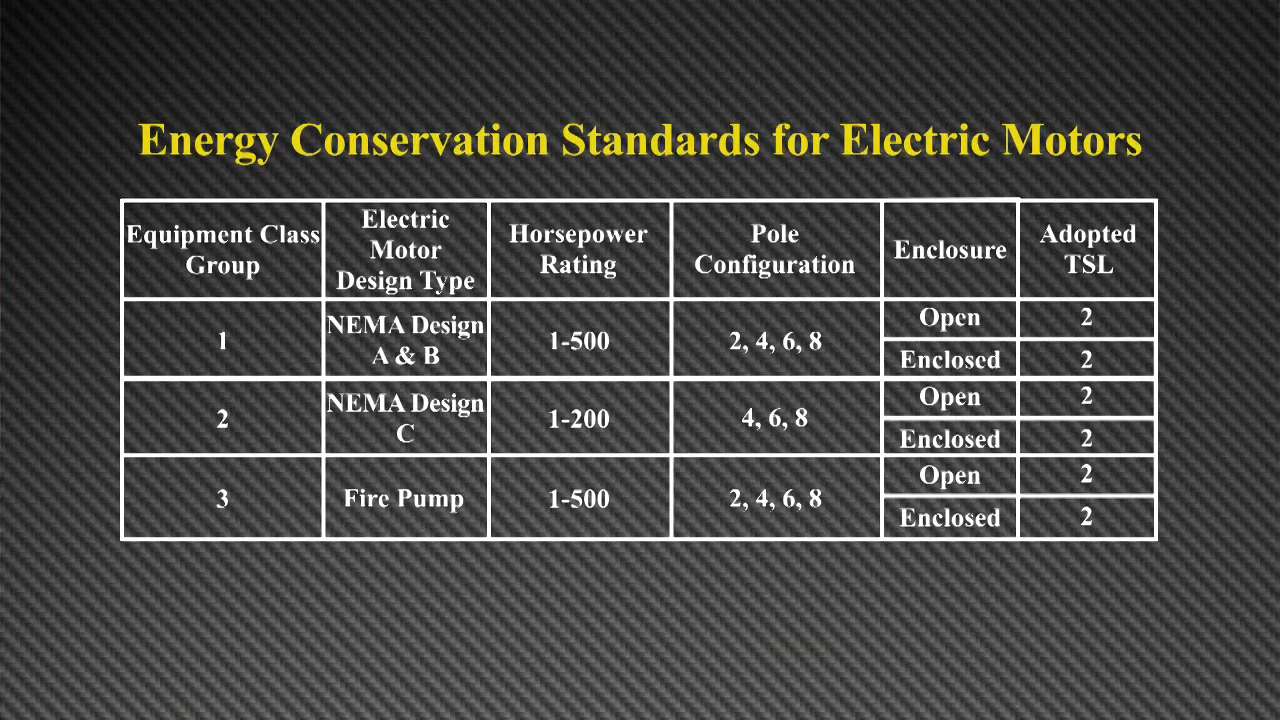 Energy Conservation Standards for Electric Motors
Equipment Class
Group
Electric
Motor
Design Type
Horsepower
Rating
Pole
Configuration
Enclosure
Adopted
TSL
1
NEMA Design
A & B
1-500
2, 4, 6, 8
Open
2
Enclosed
2
2
NEMA Design
C
1-200
4, 6, 8
Open
2
Enclosed
2
3
Fire Pump
1-500
2, 4, 6, 8
Open
2
Enclosed
2